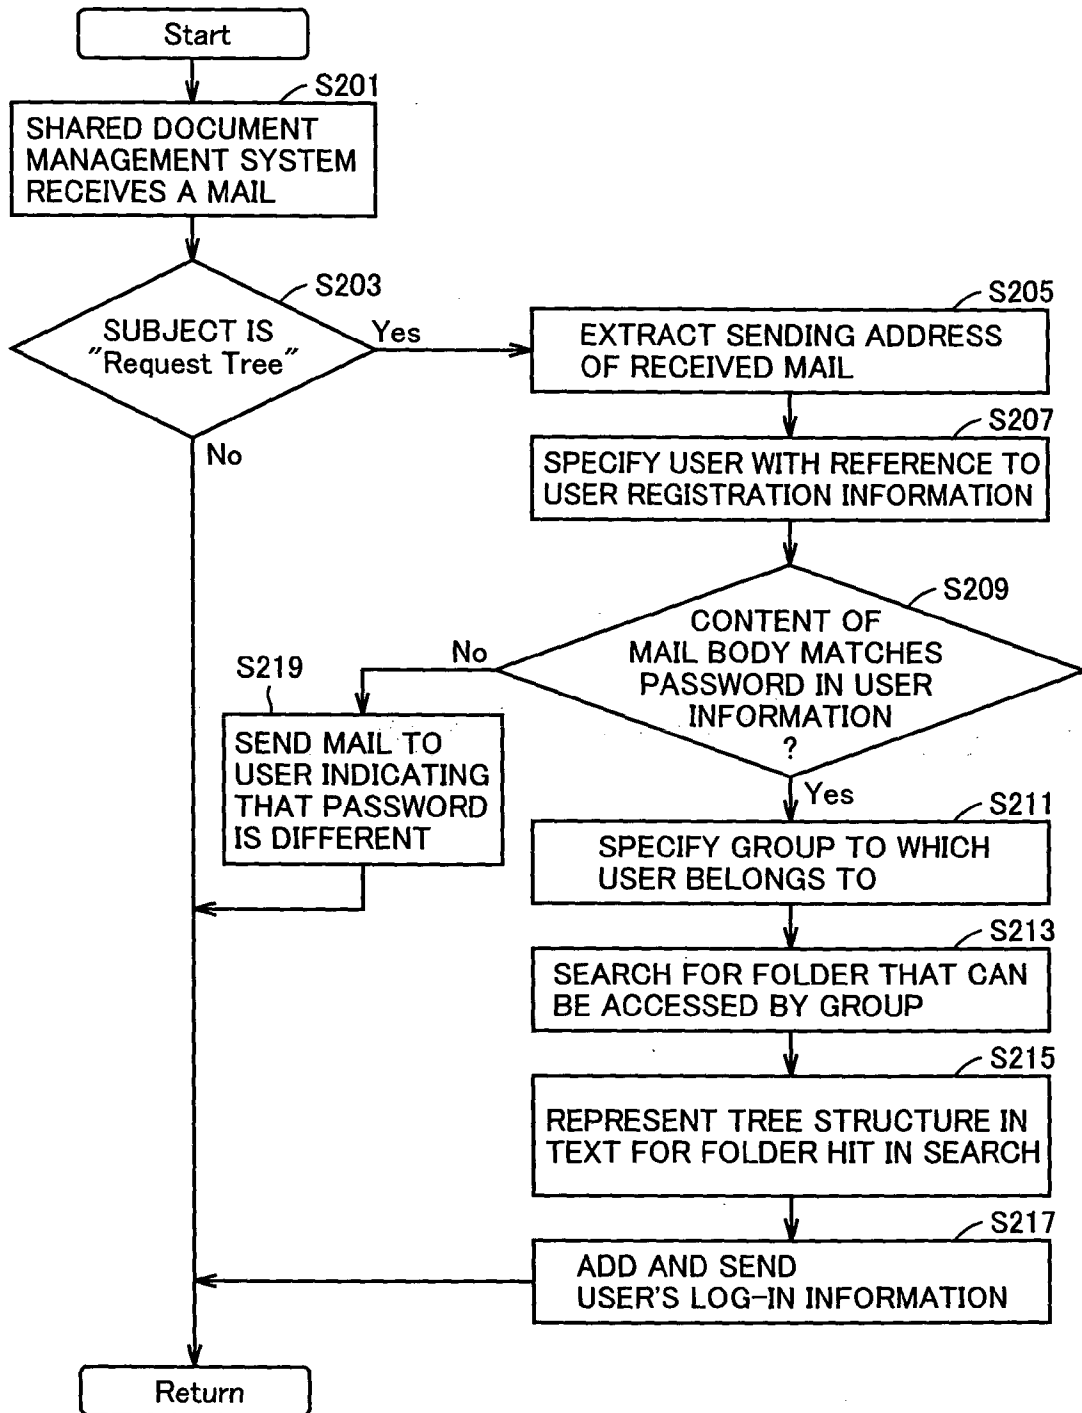 Start
S201
SHARED DOCUMENT
MANAGEMENT SYSTEM
RECEIVES A MAIL
S203
SUBJECT IS
"Request Tree"
Yes
No
S205
EXTRACT SENDING ADDRESS
OF RECEIVED MAIL
S207
SPECIFY USER WITH REFERENCE TO
USER REGISTRATION INFORMATION
S209
CONTENT OF
MAIL BODY MATCHES
PASSWORD IN USER
INFORMATION
?
No
Yes
S219
SEND MAIL TO
USER INDICATING
THAT PASSWORD
IS DIFFERENT
S211
SPECIFY GROUP TO WHICH
USER BELONGS TO
S213
SEARCH FOR FOLDER THAT CAN
BE ACCESSED BY GROUP
S215
REPRESENT TREE STRUCTURE IN
TEXT FOR FOLDER HIT IN SEARCH
S217
ADD AND SEND
USER'S LOG-IN INFORMATION
Return